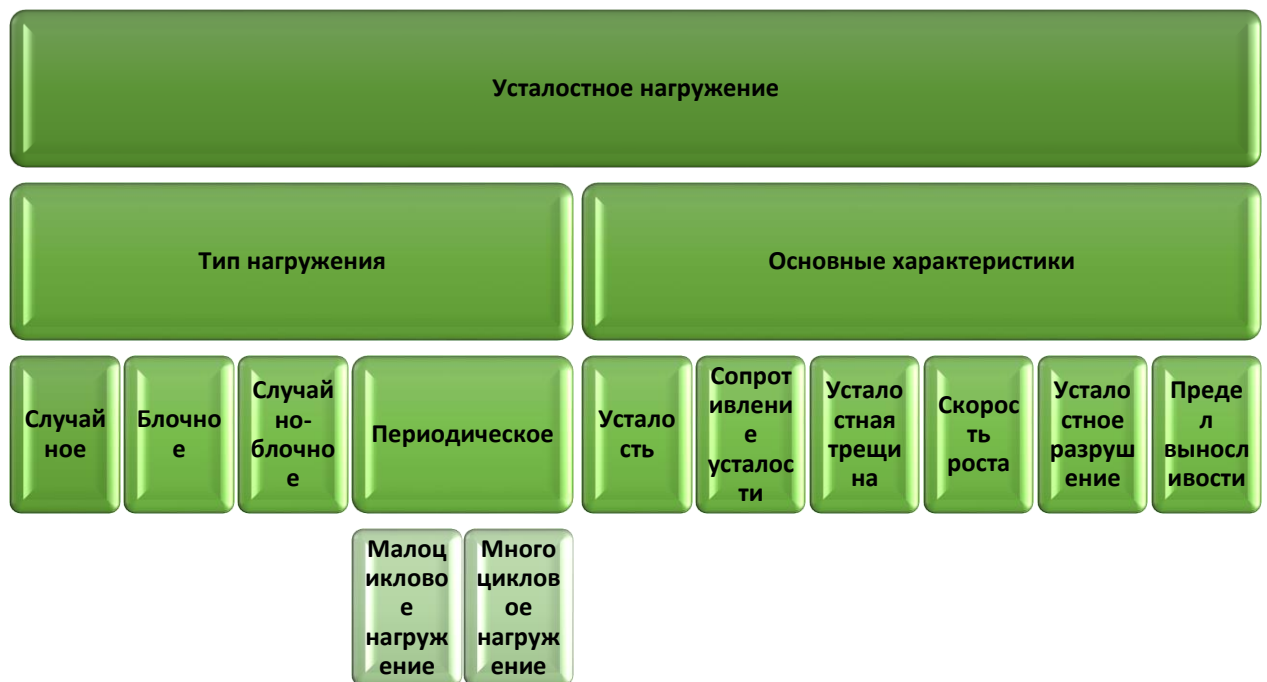 Усталостное нагружение
Тип нагружения
Основные характеристики
Случай
ное
Блочно
е
Случай
но-
блочно
е
Периодическое
Устало
сть
Сопрот
ивлени
е
усталос
ти
Устало
стная
трещи
на
Скорос
ть
роста
Устало
стное
разруш
ение
Преде
л
выносл
ивости
Малоц
иклово
е
нагруж
ение
Много
циклов
ое
нагруж
ение